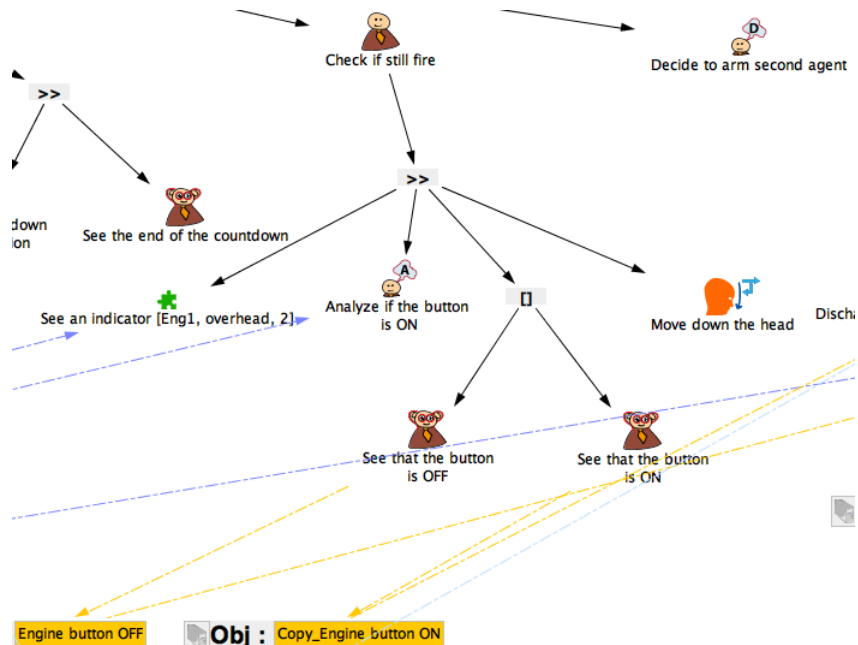 Check if still fire
D
Decide to arm second agent
>>
>>
down
ion
See the end of the countdown
See an indicator [Eng1, overhead, 2]
A
Analyze if the button
is ON
[]
Move down the head
Discha
See that the button
is OFF
See that the button
is ON
Engine button OFF
Obj :
Copy_Engine button ON